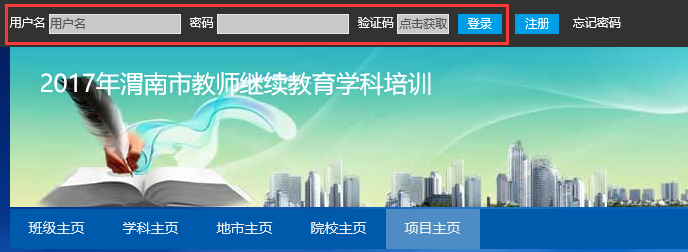 用户名 用户名 密码 验证码 点击获取 登录 注册 忘记密码
2017年渭南市教师继续教育学科培训
班级主页 学科主页 地市主页 院校主页 项目主页